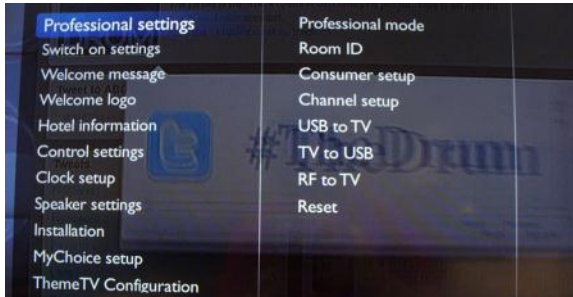 Professional settings
Switch on settings
Welcome message
Welcome logo
Hotel information
Control settings
Clock setup
Speaker settings
Installation
MyChoice setup
ThemeTV Configuration
Professional mode
Room ID
Consumer setup
Channel setup
USB to TV
TV to USB
RF to TV
Reset
#TheDrum